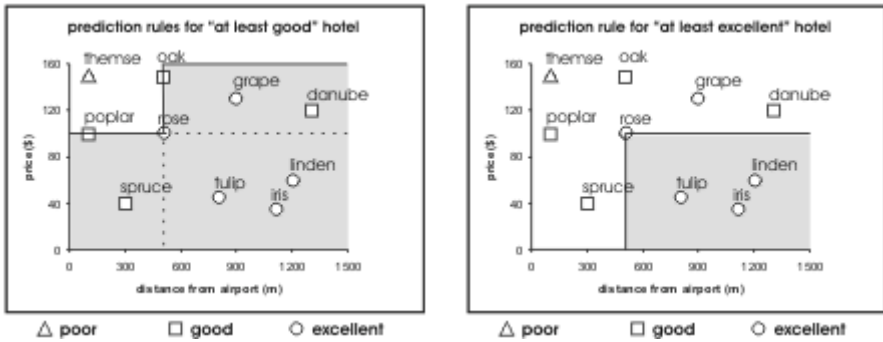 prediction rules for "at least good" hotel
themse oak
grape
danube
poplar rose
linden
spruce tulip iris
price($)
160
120
80
40
0
0 300 600 900 1 200 1 500
distance from airport (m)
poor good excellent
prediction rule for "at least excellent" hotel
themse oak
grape
danube
poplar rose
linden
spruce tulip iris
price($)
160
120
80
40
0
0 300 600 900 1 200 1 500
distance from airport (m)
poor good excellent